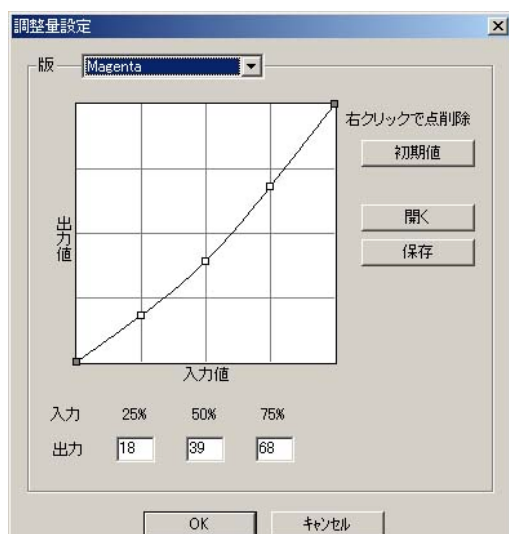 調整量設定
版
Magenta
右クリックで点削除
初期値
開く
保存
出力値
入力値
入力 25% 50% 75%
出力 18 39 68
OK キャンセル